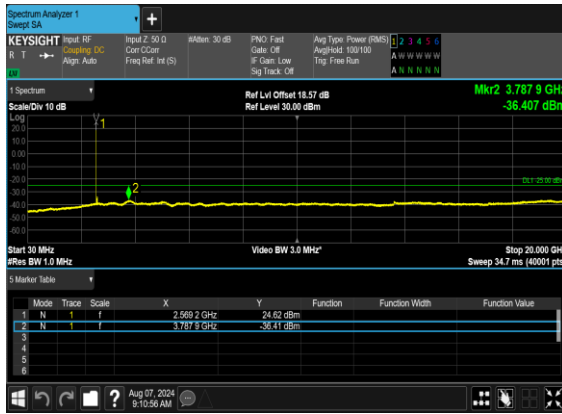 Spectrum Analyzer 1
Swept SA
+
KEYSIGHT Input: RF Input Z: 50 Ω #Atten: 30 dB PNO: Fast Avg Type: Power (RMS) 1 2 3 4 5 6
R T Coupling: DC Corr CCorr Gate: Off Avg|Hold: 100/100 A W W W W W
Align: Auto Freq Ref: Int (S) IF Gain: Low Trig: Free Run
Sig Track: Off A N N N N N
1 Spectrum
Ref Lvl Offset 18.57 dB Mkr2 3.787 9 GHz
Scale/Div 10 dB Ref Level 30.00 dBm -36.407 dBm
Log
20.0
10.0
0.00
-10.0
-20.0
-30.0
-40.0
-50.0
-60.0
1
2
DL1 -25.00 dBm
Start 30 MHz Video BW 3.0 MHz* Stop 20.000 GHz
#Res BW 1.0 MHz Sweep 34.7 ms (40001 pts)
5 Marker Table
Mode Trace Scale X Y Function Function Width Function Value
1 N 1 f 2.569 2 GHz 24.62 dBm
2 N 1 f 3.787 9 GHz -36.41 dBm
3
4
5
6
? Aug 07, 2024
9:10:56 AM